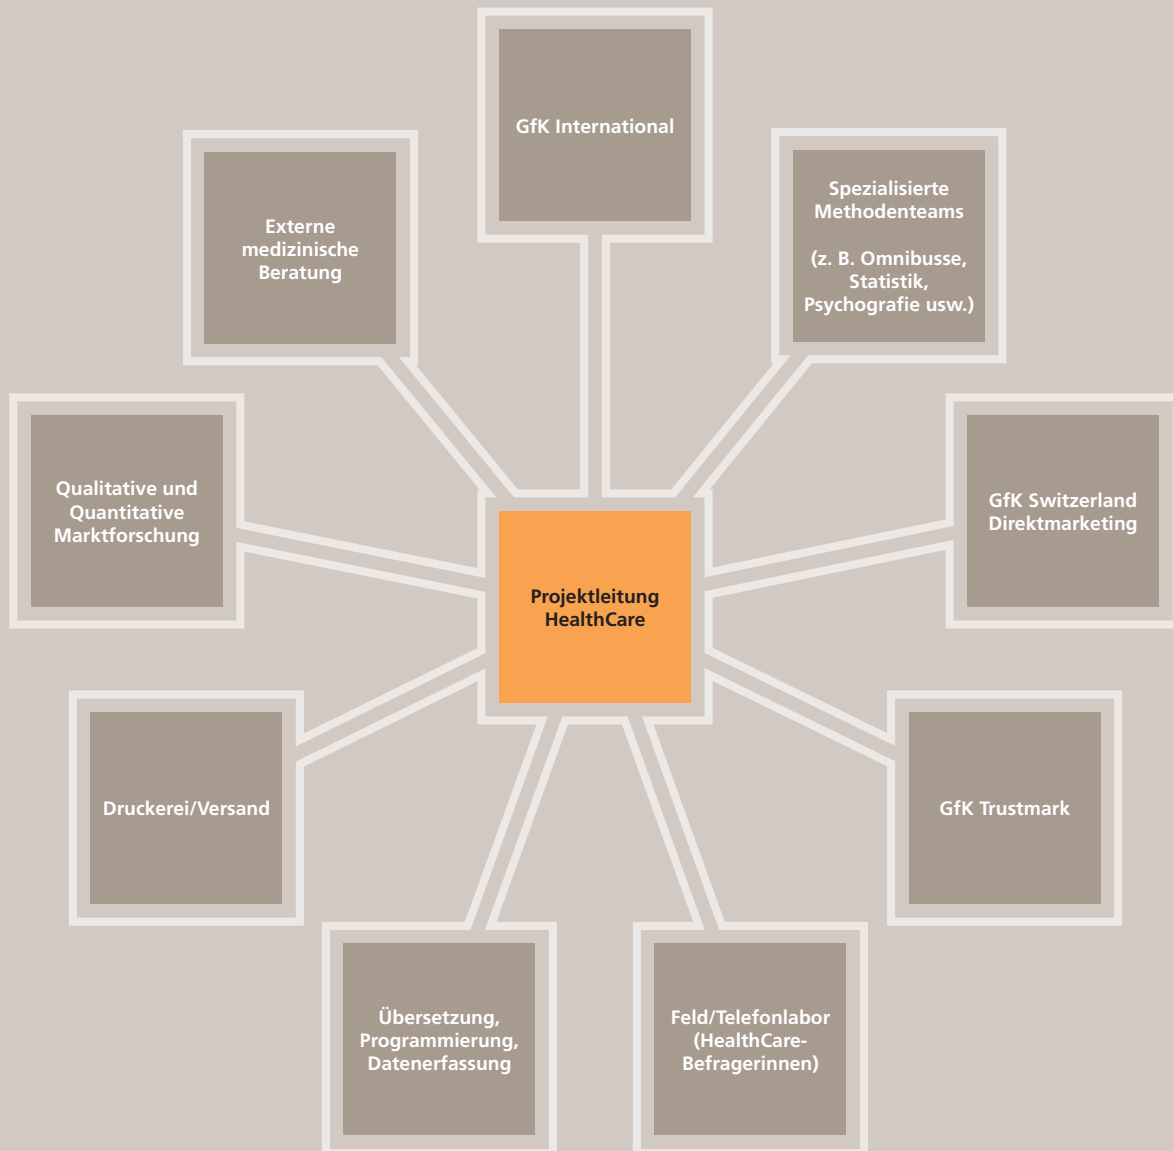 GfK International
Spezialisierte
Methodenteams
(z. B. Omnibusse,
Statistik,
Psychografie usw.)
Externe
medizinische
Beratung
Qualitative und
Quantitative
Marktforschung
GfK Switzerland
Direktmarketing
Projektleitung
HealthCare
Druckerei/Versand
GfK Trustmark
Übersetzung,
Programmierung,
Datenerfassung
Feld/Telefonlabor
(HealthCare-
Befragerinnen)